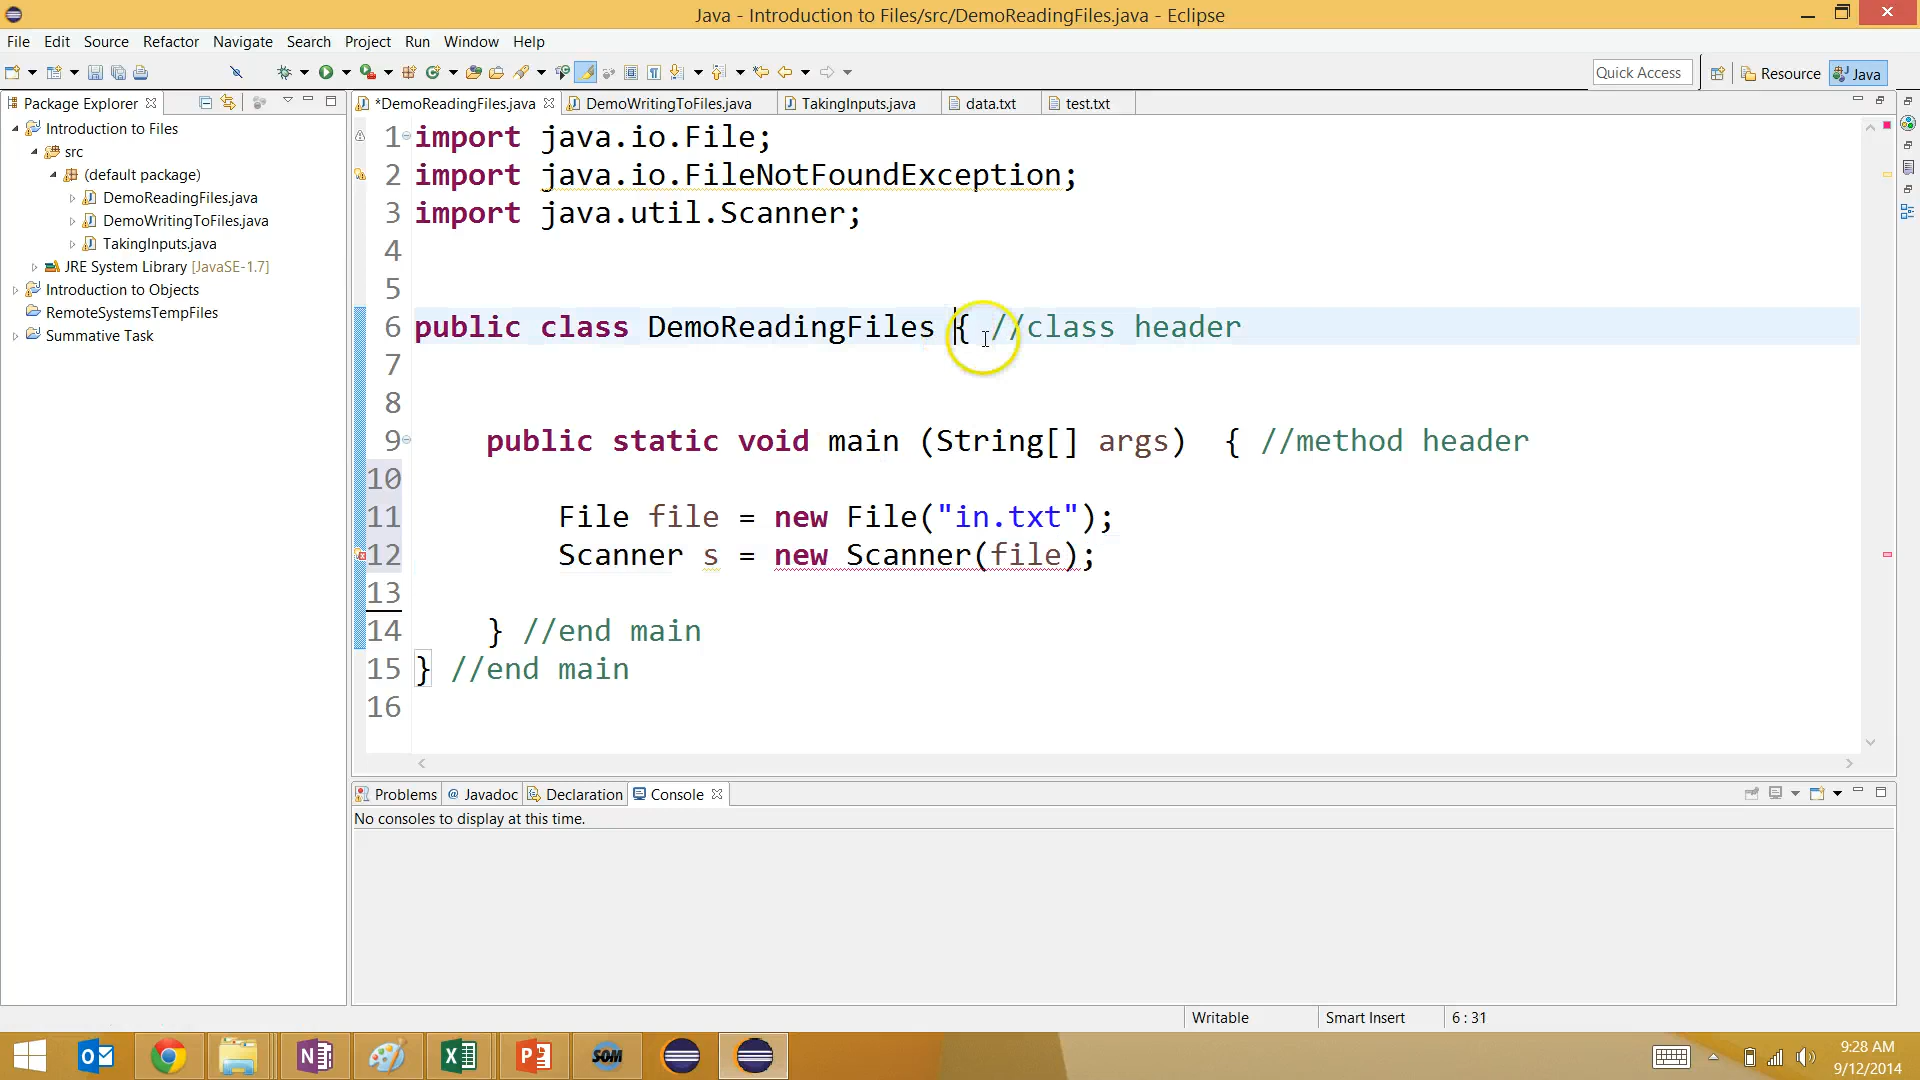 Java - Introduction to Files/src/DemoReadingFiles.java - Eclipse
File Edit Source Refactor Navigate Search Project Run Window Help
Quick Access Resource Java
Package Explorer
Introduction to Files
src
(default package)
DemoReadingFiles.java
DemoWritingToFiles.java
TakingInputs.java
JRE System Library [JavaSE-1.7]
Introduction to Objects
RemoteSystemsTempFiles
Summative Task
*DemoReadingFiles.java DemoWritingToFiles.java TakingInputs.java data.txt test.txt
1 import java.io.File;
2 import java.io.FileNotFoundException;
3 import java.util.Scanner;
4
5
6 public class DemoReadingFiles { //class header
7
8
9 public static void main (String[] args) { //method header
10
11 File file = new File("in.txt");
12 Scanner s = new Scanner(file);
13
14 } //end main
15 } //end main
16
Problems @ Javadoc Declaration Console
No consoles to display at this time.
Writable Smart Insert 6 : 31
SOM
9:28 AM
9/12/2014